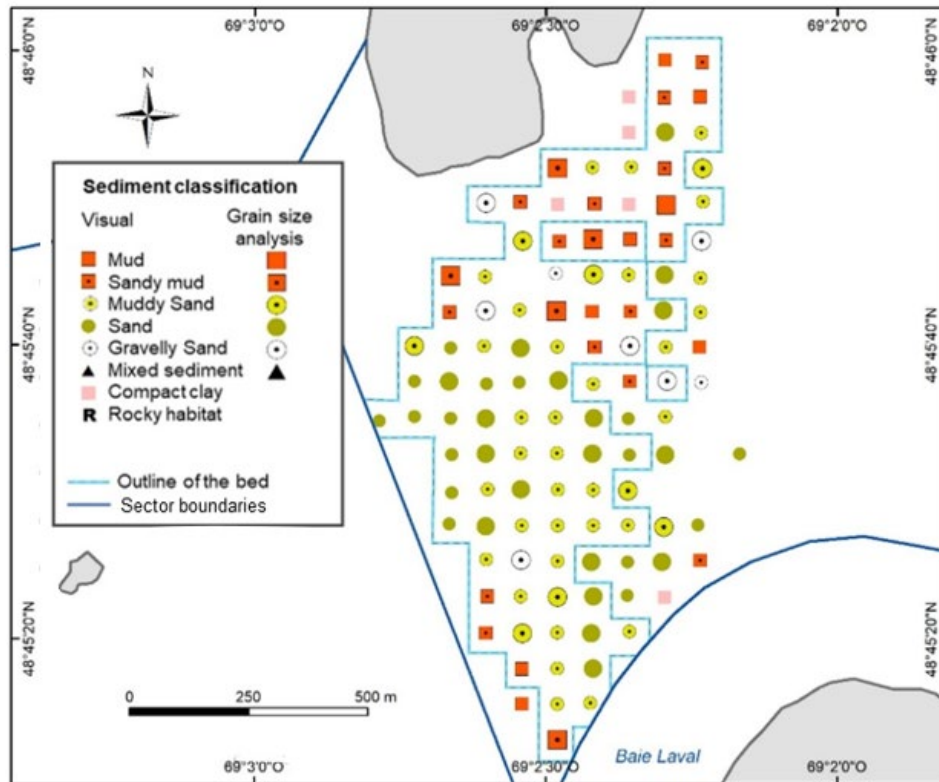 69°3'0"O 69°2'30"O 69°2'0"O
48°46'0"N
48°46'0"N
N
Sediment classification
Visual
Grain size
analysis
Mud
Sandy mud
Muddy Sand
Sand
Gravelly Sand
Mixed sediment
Compact clay
R Rocky habitat
Outline of the bed
Sector boundaries
48°45'40"N
48°45'40"N
48°45'20"N
48°45'20"N
0 250 500 m
Baie Laval
69°3'0"O 69°2'30"O 69°2'0"O